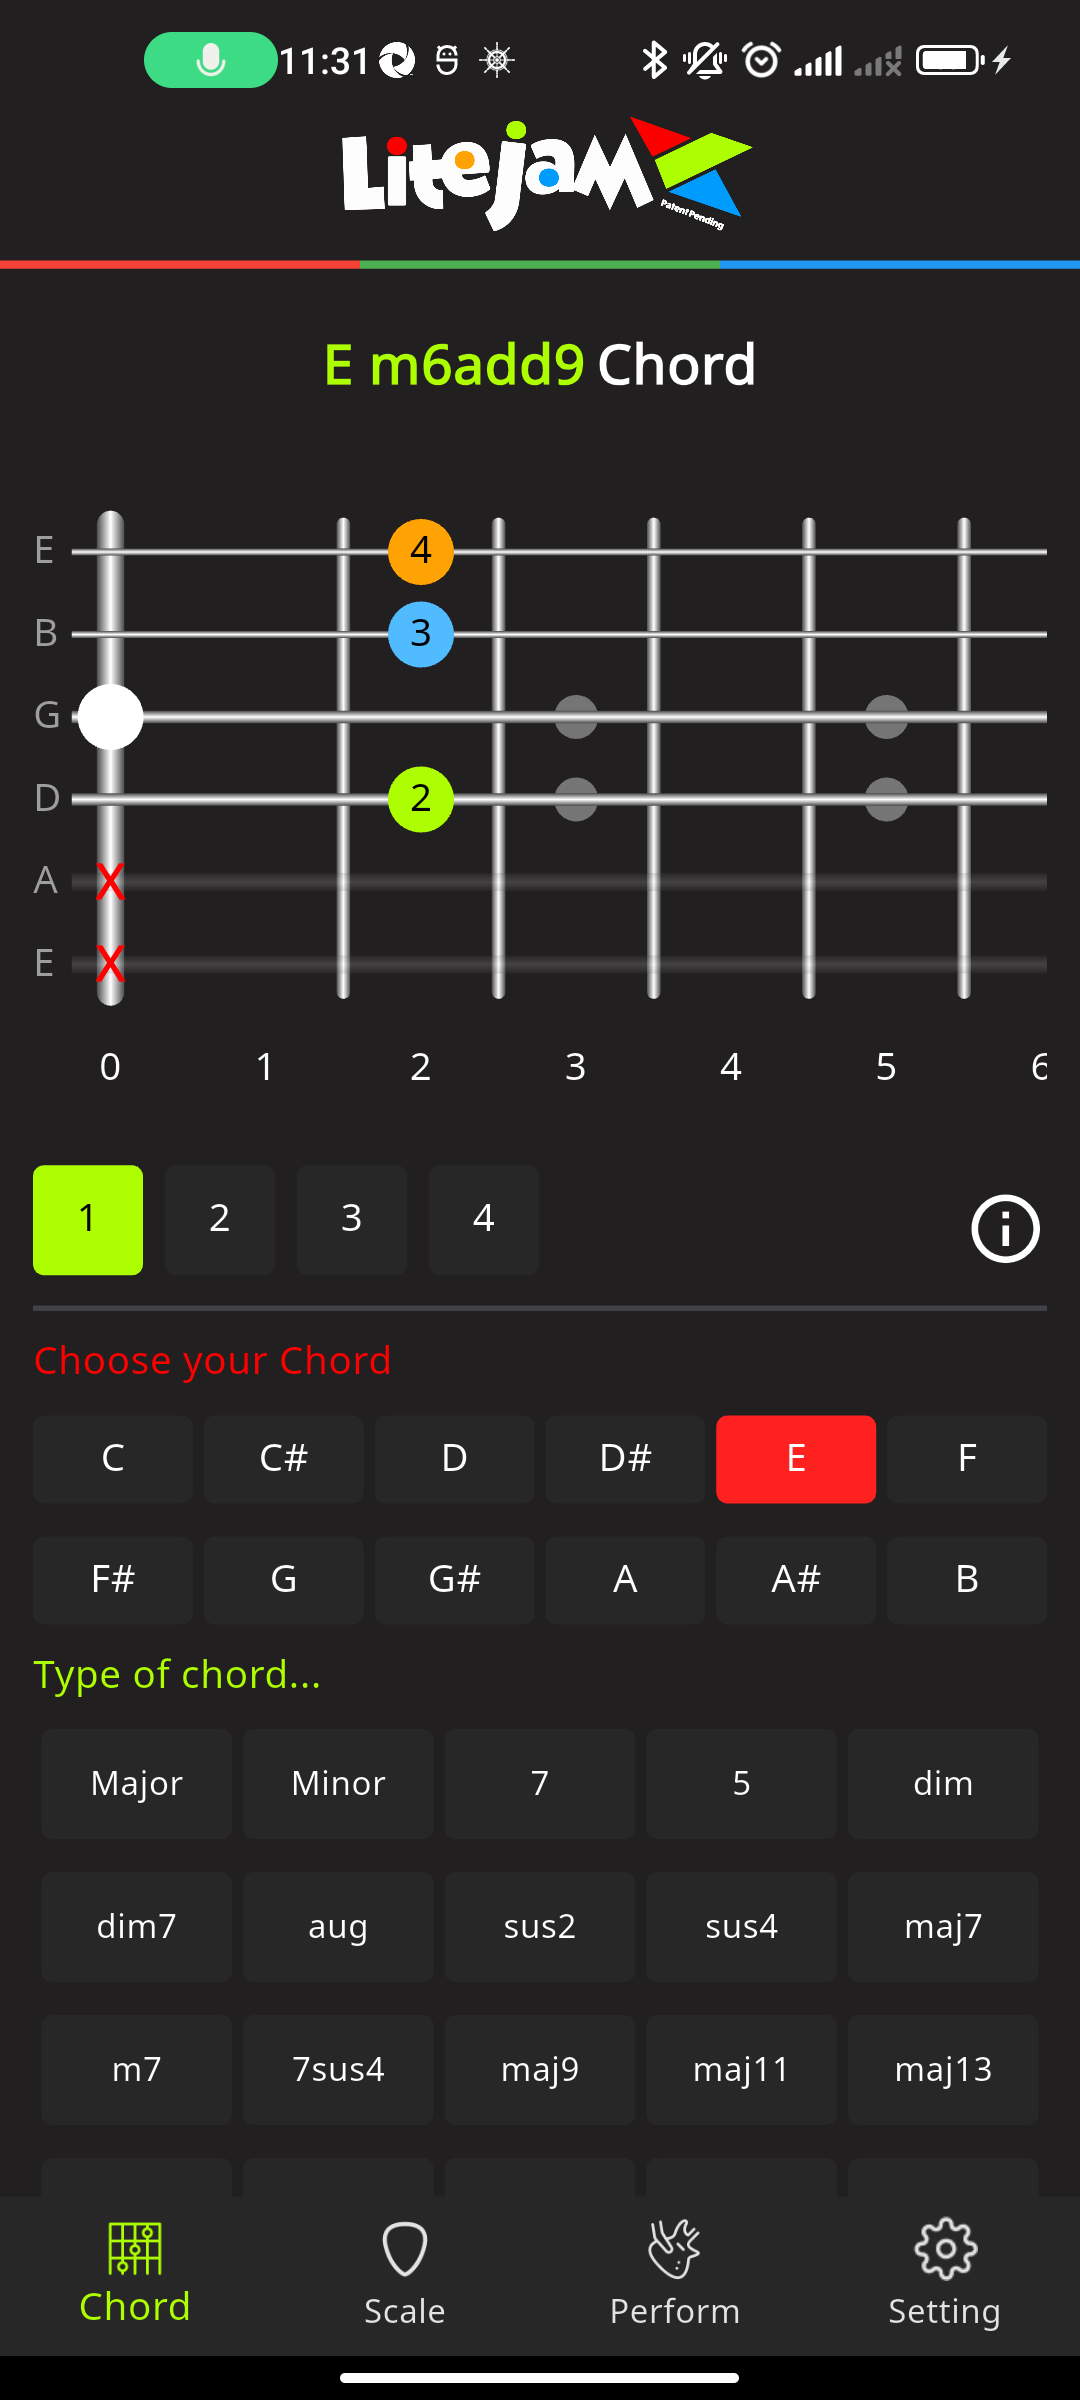 11:31
Litejam
Patent Pending
E m6add9 Chord
E 4
B 3
G
D 2
A X
E X
0 1 2 3 4 5 6
1 2 3 4
Choose your Chord
C C# D D# E F
F# G G# A A# B
Type of chord...
Major Minor 7 5 dim
dim7 aug sus2 sus4 maj7
m7 7sus4 maj9 maj11 maj13
Chord Scale Perform Setting